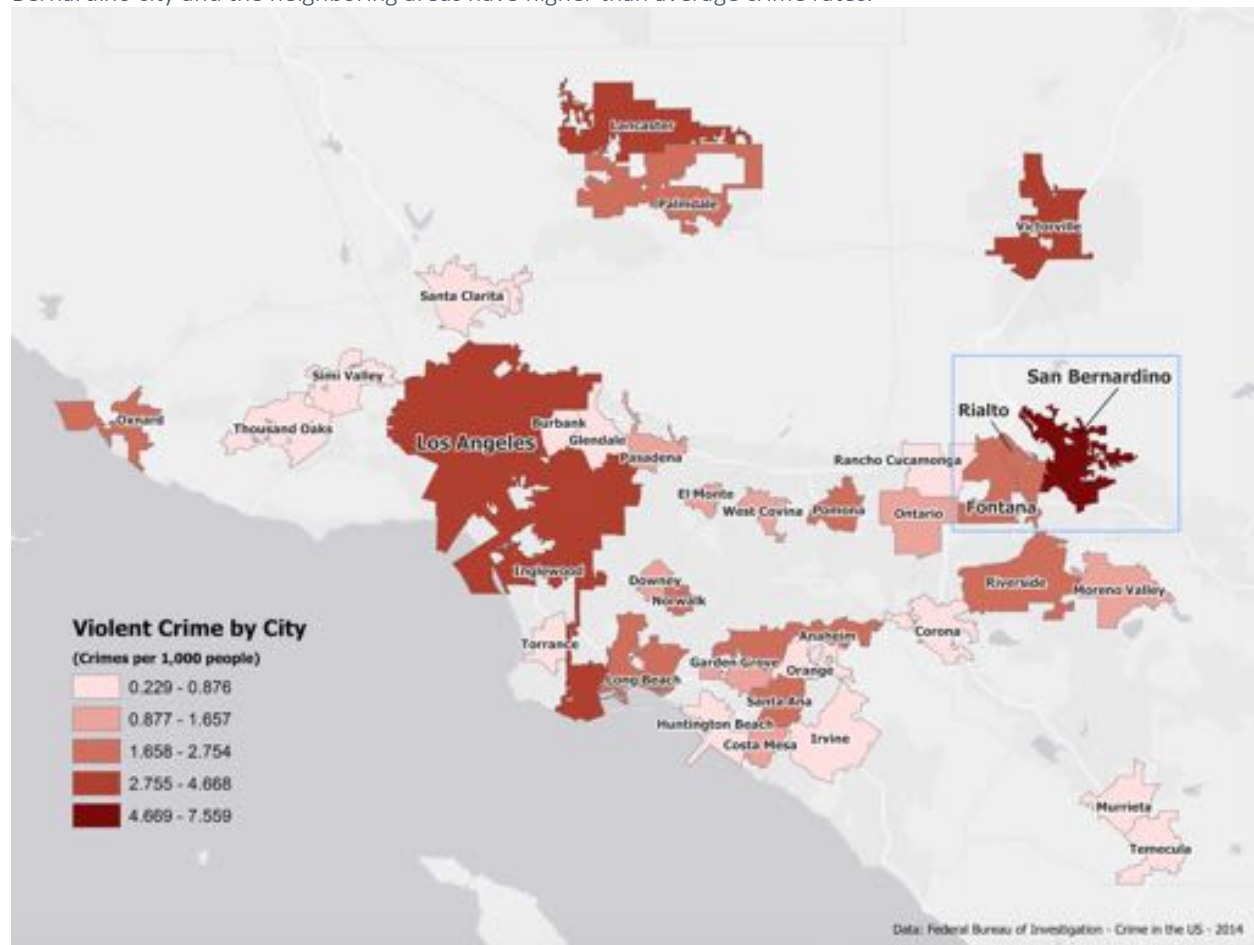 Bernardino city and the neighboring areas have higher than average crime rates.
Lancaster
Palmdale
Victorville
Santa Clarita
Simi Valley
San Bernardino
Rialto
Oxnard
Thousand Oaks
Burbank
Los Angeles
Glendale
Pasadena
Rancho Cucamonga
El Monte
West Covina
Pomona
Ontario
Fontana
Inglewood
Downey
Norwalk
Riverside
Moreno Valley
Torrance
Anaheim
Corona
Garden Grove
Orange
Long Beach
Santa Ana
Huntington Beach
Costa Mesa
Irvine
Murrieta
Temecula
Violent Crime by City
(Crimes per 1,000 people)
0.229 - 0.876
0.877 - 1.657
1.658 - 2.754
2.755 - 4.668
4.669 - 7.559
Data: Federal Bureau of Investigation - Crime in the US - 2014